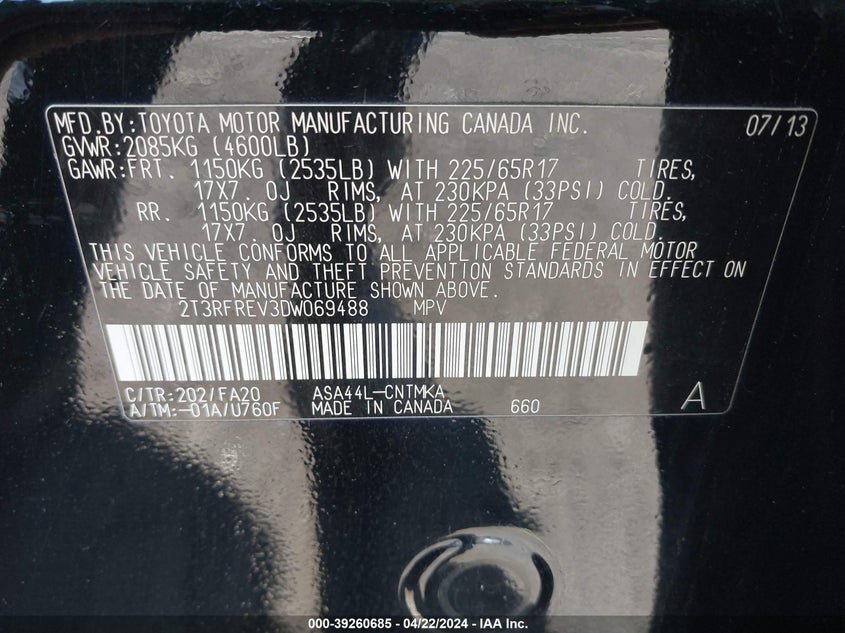 MFD.BY:TOYOTA MOTOR MANUFACTURING CANADA INC. 07/13
GVWR:2085KG (4600LB)
GAWR:FRT. 1150KG (2535LB) WITH 225/65R17 TIRES,
17X7.0J RIMS, AT 230KPA (33PSI) COLD.
RR. 1150KG (2535LB) WITH 225/65R17 TIRES,
17X7.0J RIMS, AT 230KPA (33PSI) COLD.
THIS VEHICLE CONFORMS TO ALL APPLICABLE FEDERAL MOTOR
VEHICLE SAFETY AND THEFT PREVENTION STANDARDS IN EFFECT ON
THE DATE OF MANUFACTURE SHOWN ABOVE.
2T3RFREV3DW069488 MPV
C/TR:202/FA20 ASA44L-CNTMKA
A/TM:-01A/U760F MADE IN CANADA 660 A
000-39260685 - 04/22/2024 - IAA Inc.